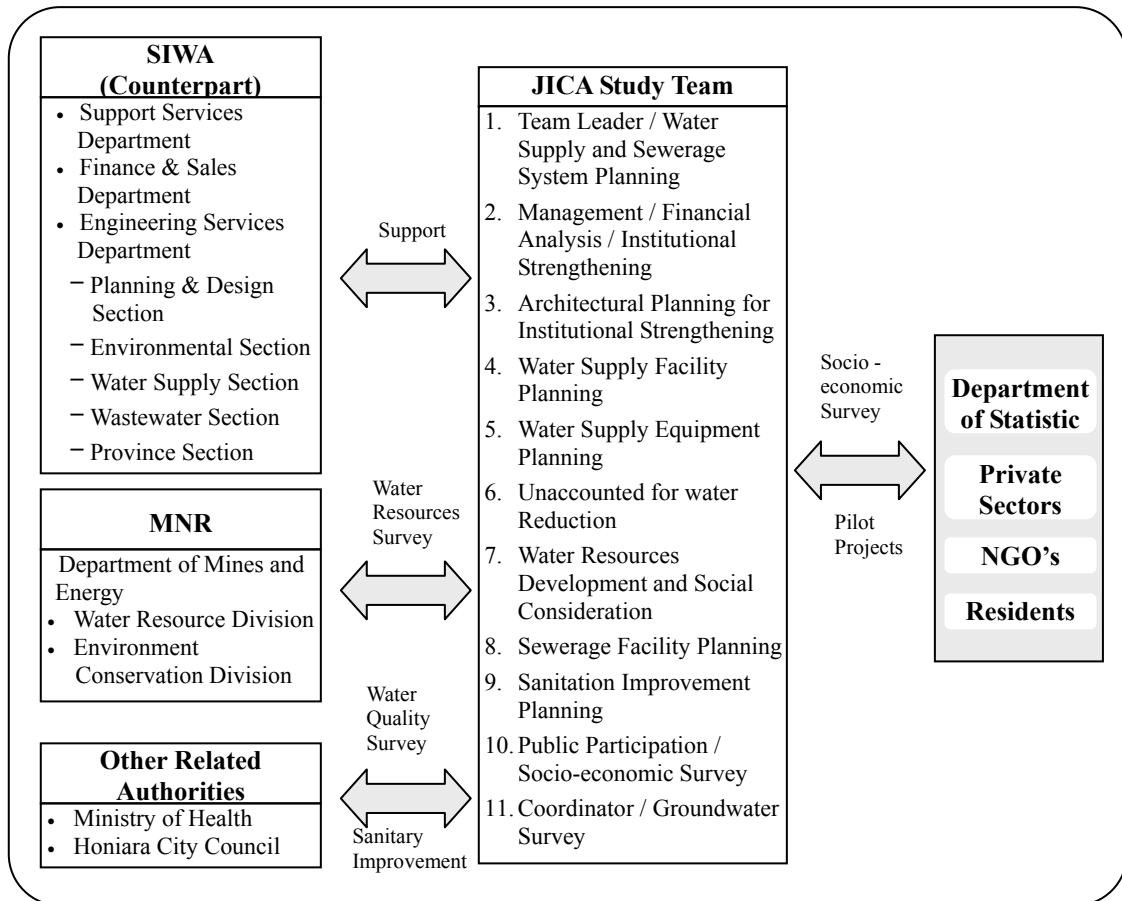 SIWA
(Counterpart)
• Support Services
Department
• Finance & Sales
Department
• Engineering Services
Department
– Planning & Design
Section
– Environmental Section
– Water Supply Section
– Wastewater Section
– Province Section
MNR
Department of Mines and
Energy
• Water Resource Division
• Environment
Conservation Division
Other Related
Authorities
• Ministry of Health
• Honiara City Council
Support
Water
Resources
Survey
Water
Quality
Survey
Sanitary
Improvement
JICA Study Team
1. Team Leader / Water
Supply and Sewerage
System Planning
2. Management / Financial
Analysis / Institutional
Strengthening
3. Architectural Planning for
Institutional Strengthening
4. Water Supply Facility
Planning
5. Water Supply Equipment
Planning
6. Unaccounted for water
Reduction
7. Water Resources
Development and Social
Consideration
8. Sewerage Facility Planning
9. Sanitation Improvement
Planning
10. Public Participation /
Socio-economic Survey
11. Coordinator / Groundwater
Survey
Socio -
economic
Survey
Pilot
Projects
Department
of Statistic
Private
Sectors
NGO's
Residents